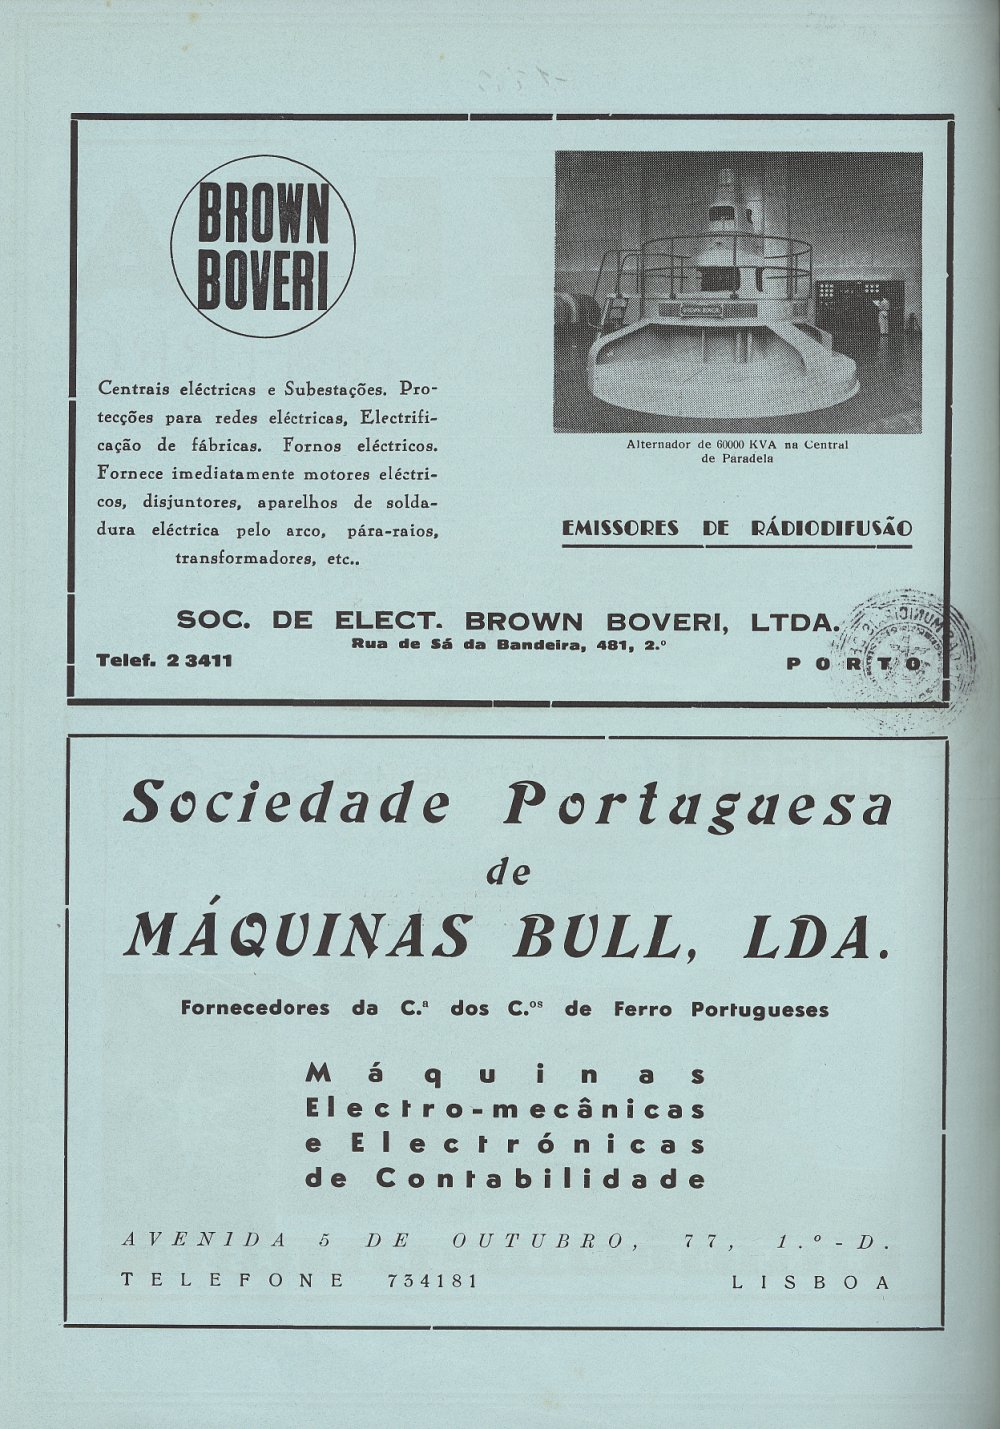 BROWN
BOVERI
Centrais eléctricas e Subestações. Pro-
tecções para redes eléctricas, Electrifi-
cação de fábricas. Fornos eléctricos.
Fornece imediatamente motores eléctri-
cos, disjuntores, aparelhos de solda-
dura eléctrica pelo arco, pára-raios,
transformadores, etc..
BROWN BOVERI
Alternador de 60000 KVA na Central
de Paradela
EMISSORES DE RÁDIODIFUSÃO
SOC. DE ELECT. BROWN BOVERI, LTDA.
Rua de Sá da Bandeira, 481, 2.º
Telef. 23411
PORTO
Sociedade Portuguesa
de
MÁQUINAS BULL, LDA.
Fornecedores da C.ª dos C.ºˢ de Ferro Portugueses
Máquinas
Electro-mecânicas
e Electrónicas
de Contabilidade
AVENIDA 5 DE OUTUBRO, 77, 1.º-D.
TELEFONE 734181
LISBOA